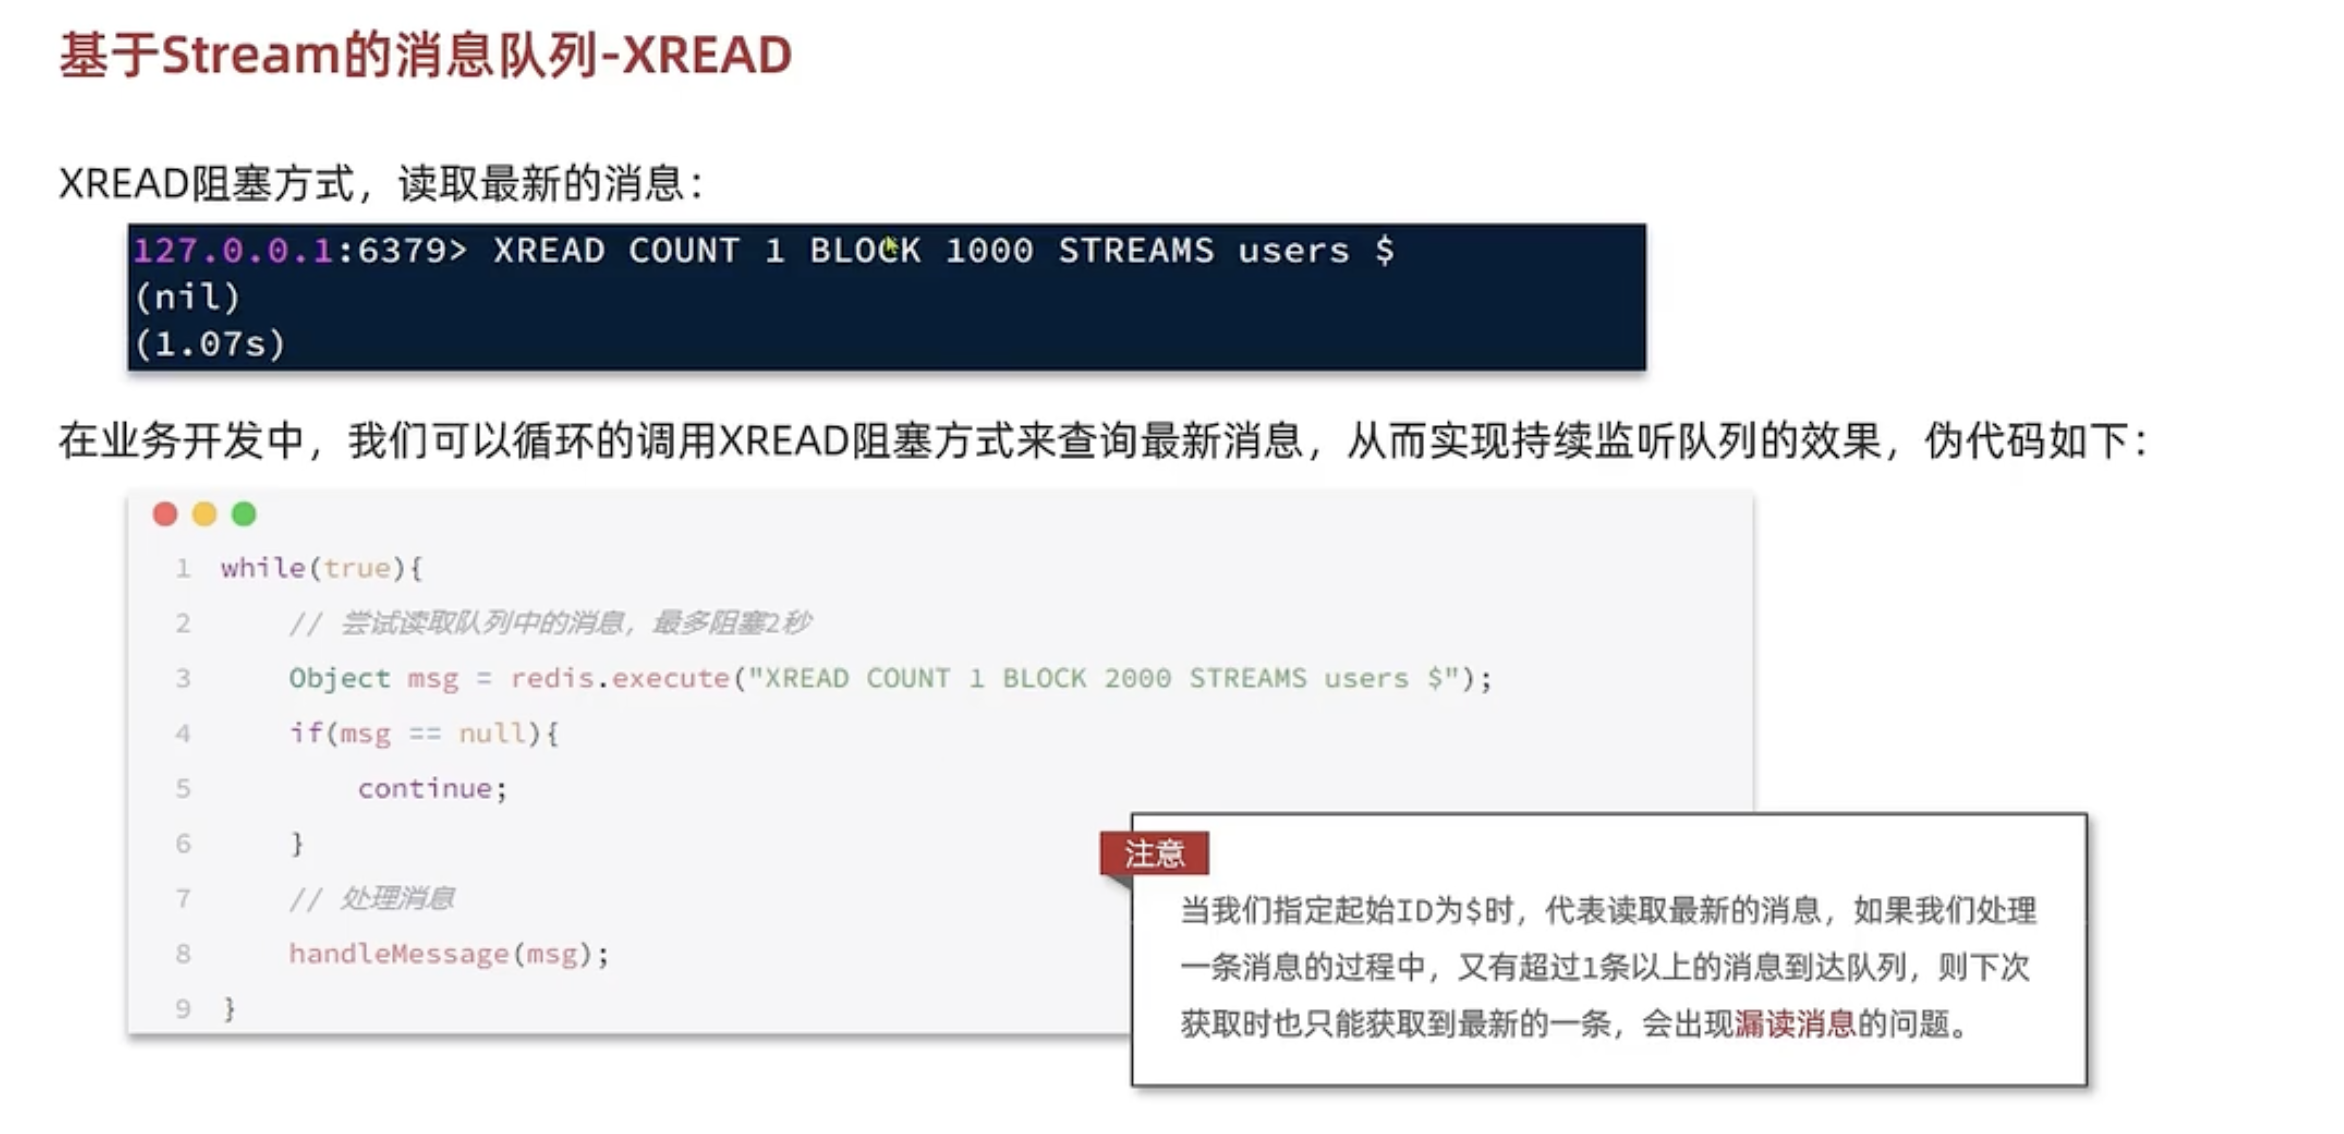 基于Stream的消息队列-XREAD
XREAD阻塞方式，读取最新的消息：
127.0.0.1:6379> XREAD COUNT 1 BLOCK 1000 STREAMS users $
(nil)
(1.07s)
在业务开发中，我们可以循环的调用XREAD阻塞方式来查询最新消息，从而实现持续监听队列的效果，伪代码如下：
1 while(true){
2 // 尝试读取队列中的消息，最多阻塞2秒
3 Object msg = redis.execute("XREAD COUNT 1 BLOCK 2000 STREAMS users $");
4 if(msg == null){
5 continue;
6 }
7 // 处理消息
8 handleMessage(msg);
9 }
注意
当我们指定起始ID为$时，代表读取最新的消息，如果我们处理
一条消息的过程中，又有超过1条以上的消息到达队列，则下次
获取时也只能获取到最新的一条，会出现漏读消息的问题。